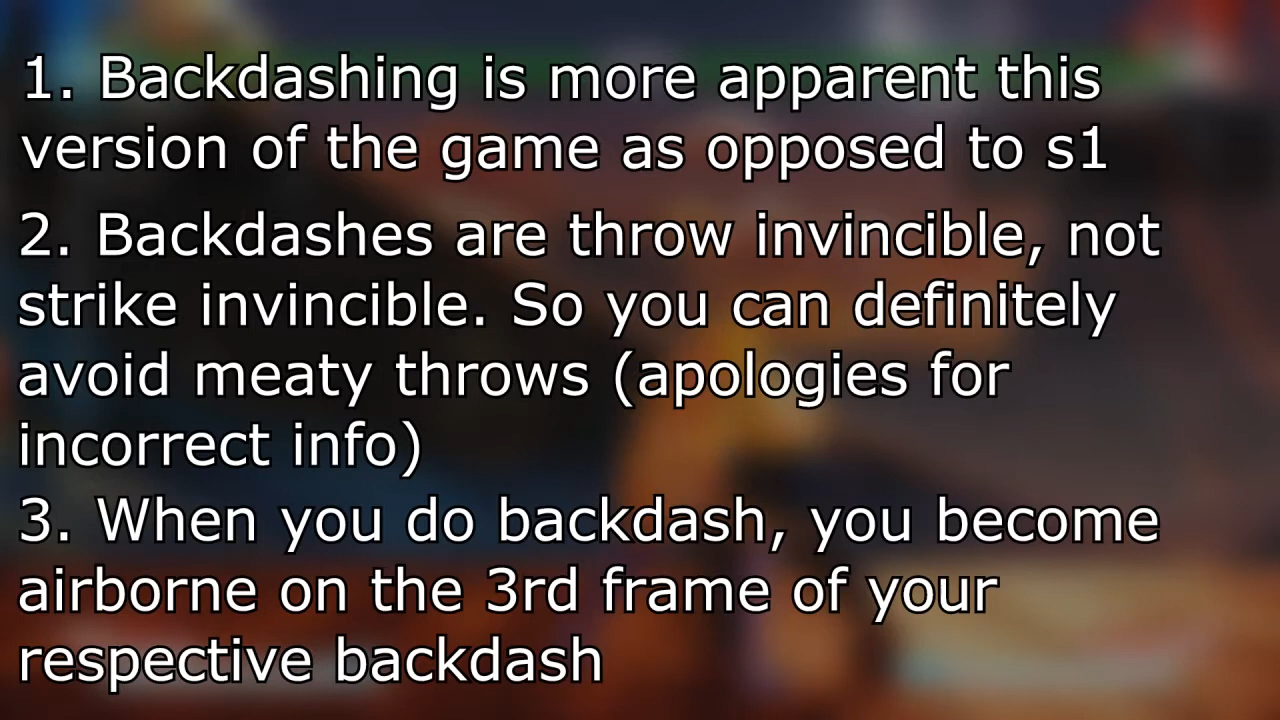 1. Backdashing is more apparent this
version of the game as opposed to s1
2. Backdashes are throw invincible, not
strike invincible. So you can definitely
avoid meaty throws (apologies for
incorrect info)
3. When you do backdash, you become
airborne on the 3rd frame of your
respective backdash